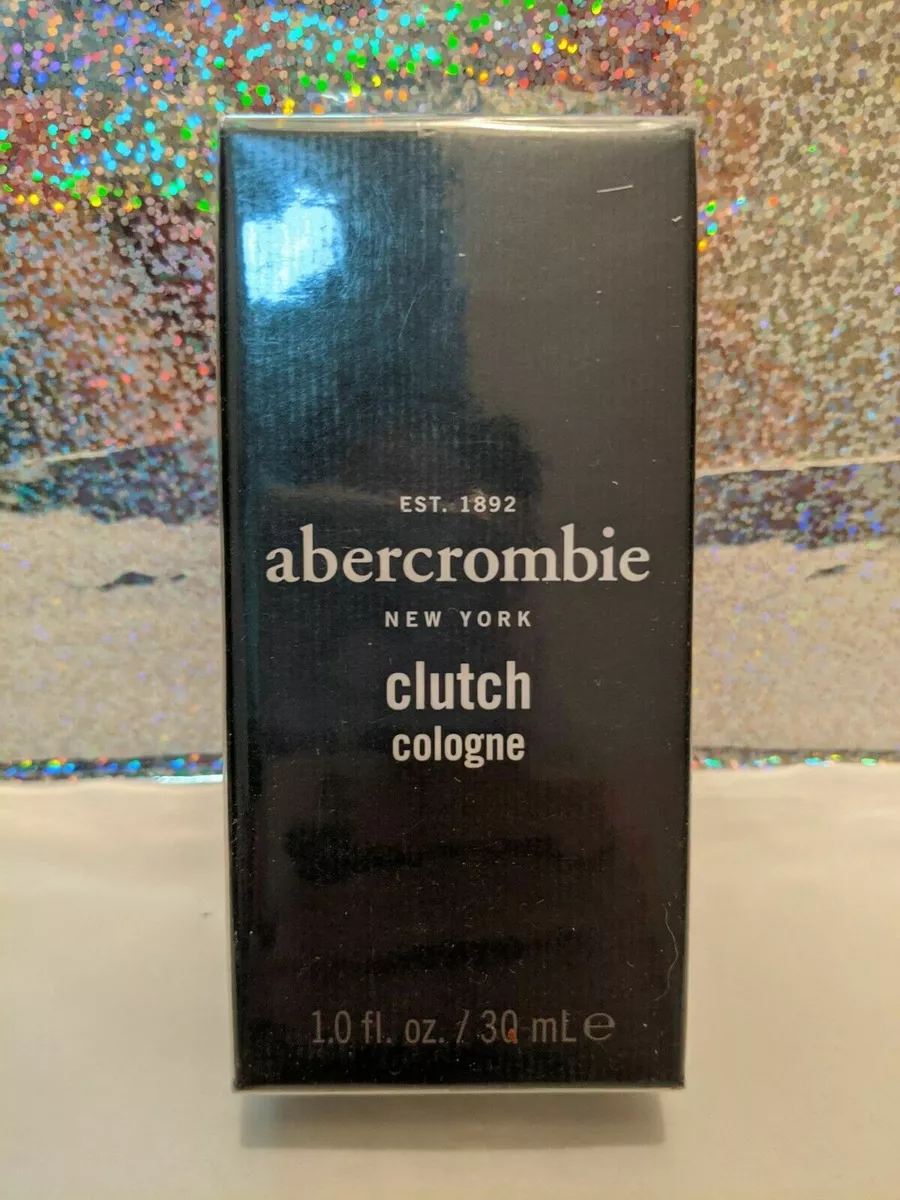 EST. 1892
abercrombie
NEW YORK
clutch
cologne
1.0 fl. oz. / 30 mL ℮